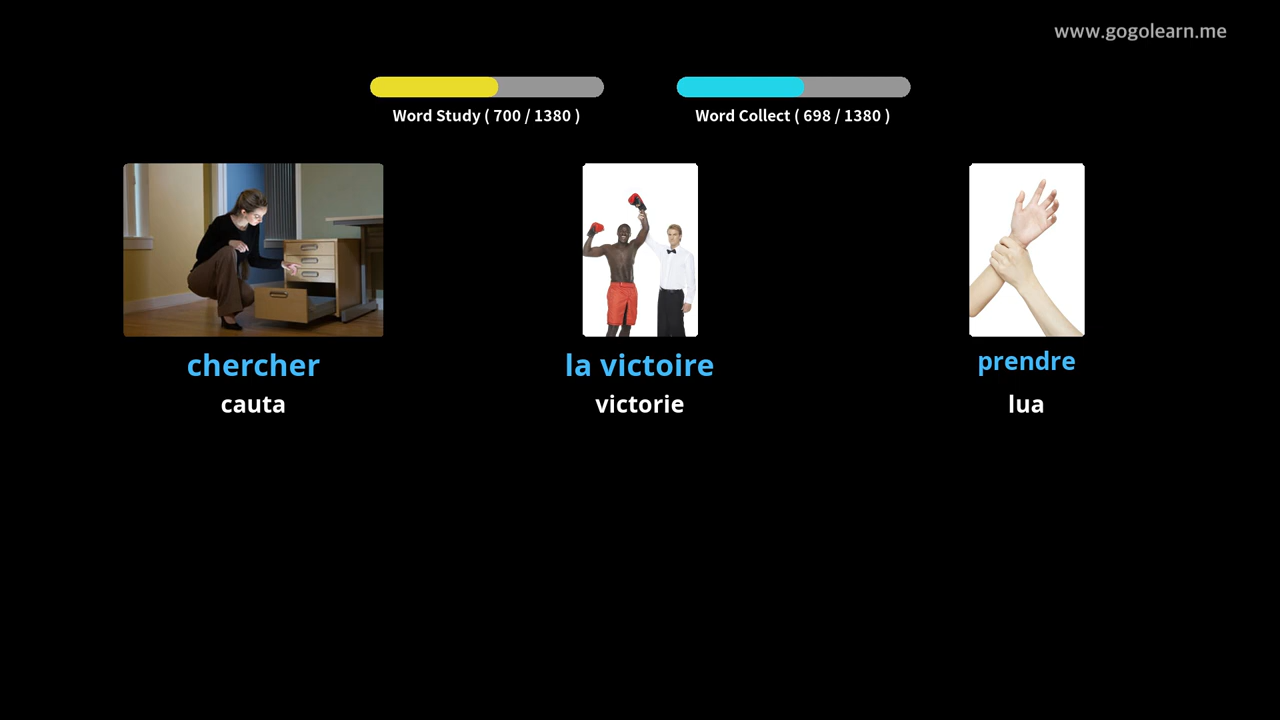 www.gogolearn.me
Word Study ( 700 / 1380 )
Word Collect ( 698 / 1380 )
chercher
cauta
la victoire
victorie
prendre
lua